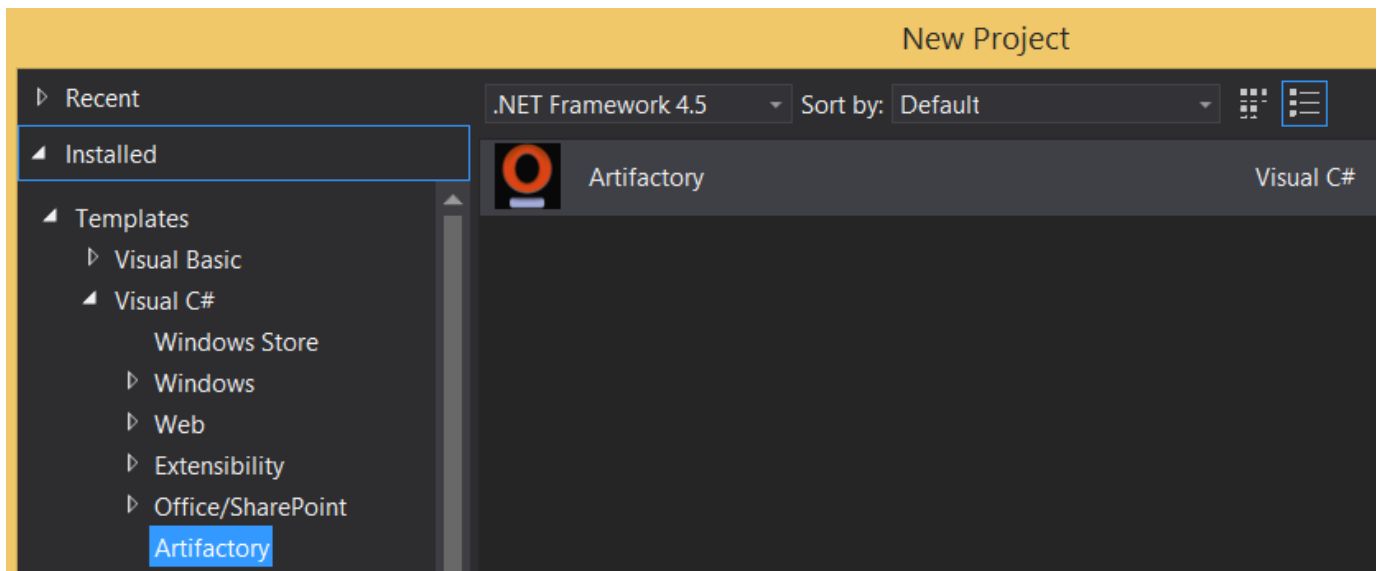 New Project
Recent
Installed
Templates
Visual Basic
Visual C#
Windows Store
Windows
Web
Extensibility
Office/SharePoint
Artifactory
.NET Framework 4.5 Sort by: Default
Artifactory Visual C#